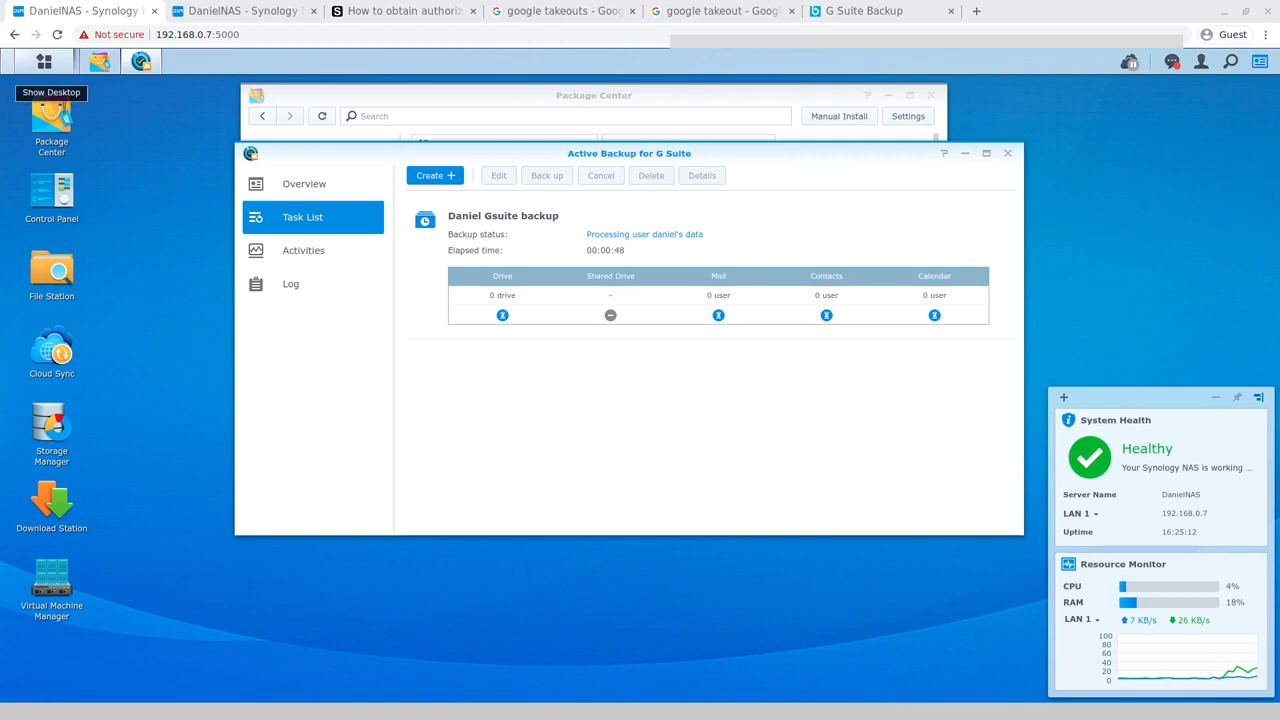 DanielNAS - Synology
DanielNAS - Synology N
How to obtain authoriz
google takeouts - Goo
google takeout - Goog
G Suite Backup
Not secure
192.168.0.7:5000
Guest
Show Desktop
Package Center
Search
Manual Install
Settings
Package
Center
Control Panel
File Station
Cloud Sync
Storage
Manager
Download Station
Virtual Machine
Manager
Active Backup for G Suite
Create
Edit
Back up
Cancel
Delete
Details
Overview
Task List
Activities
Log
Daniel Gsuite backup
Backup status:
Processing user daniel's data
Elapsed time:
00:00:48
Drive
Shared Drive
Mail
Contacts
Calendar
0 drive
-
0 user
0 user
0 user
System Health
Healthy
Your Synology NAS is working ...
Server Name
DanielNAS
LAN 1
192.168.0.7
Uptime
16:25:12
Resource Monitor
CPU
4%
RAM
18%
LAN 1
7 KB/s
26 KB/s
100
80
60
40
20
0